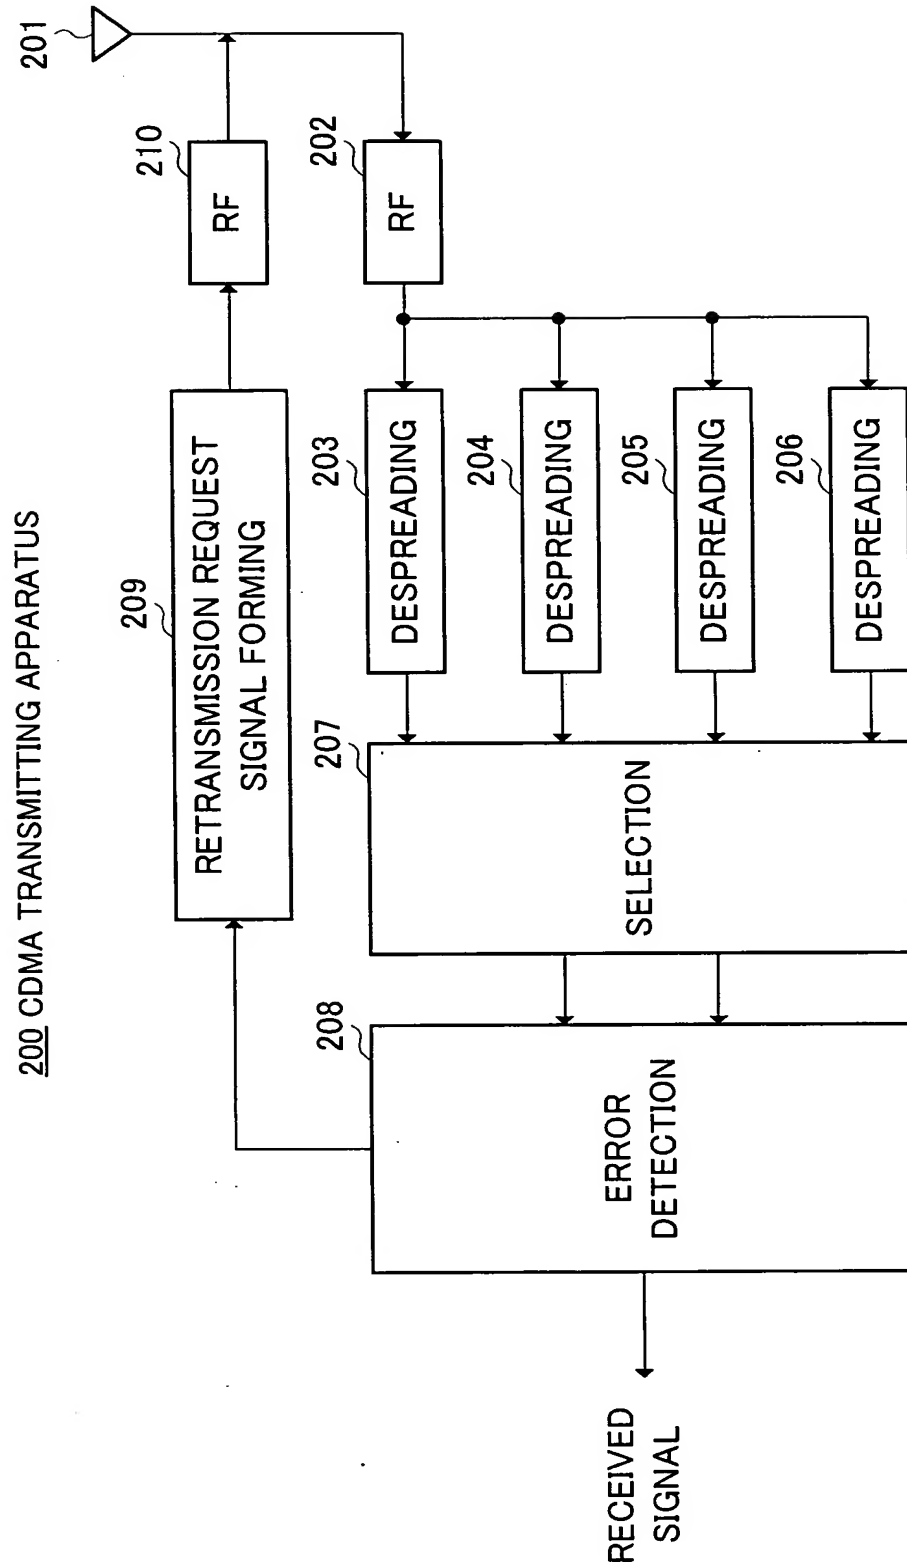 200 CDMA TRANSMITTING APPARATUS
201
210
RF
202
RF
209
RETRANSMISSION REQUEST
SIGNAL FORMING
203
DESPREADING
204
DESPREADING
205
DESPREADING
206
DESPREADING
207
SELECTION
208
ERROR
DETECTION
RECEIVED
SIGNAL